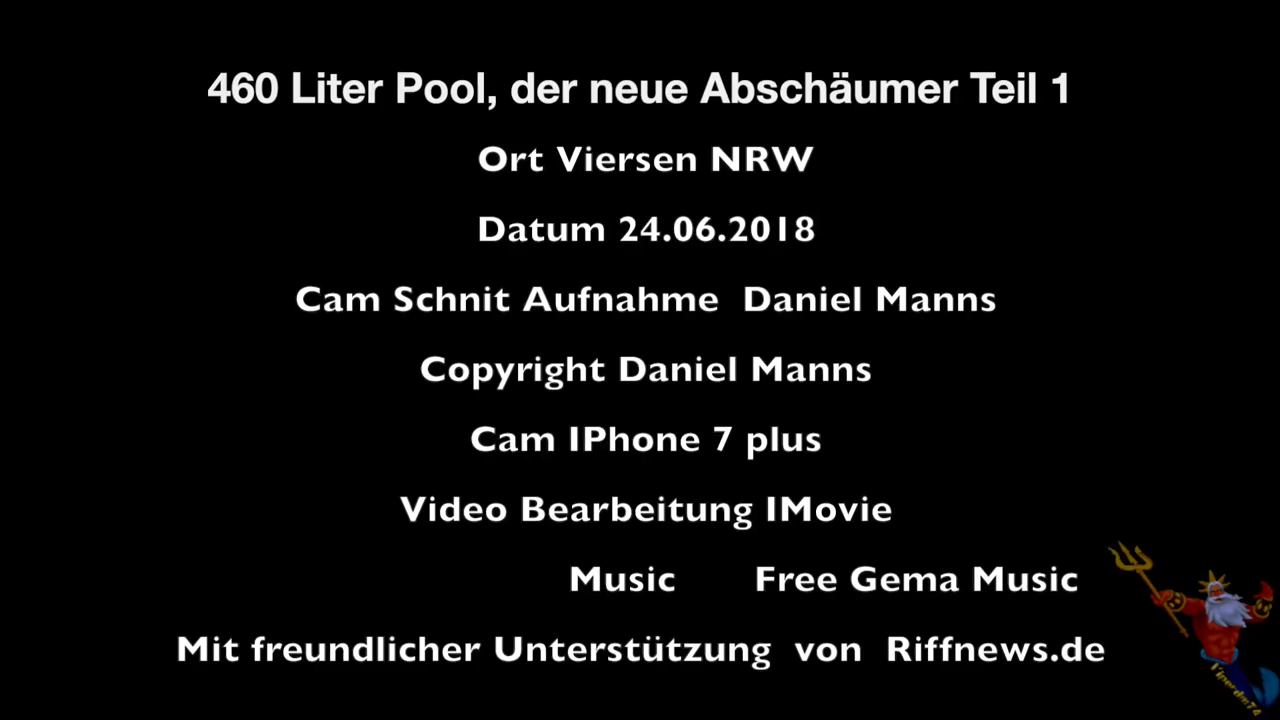 460 Liter Pool, der neue Abschäumer Teil 1
Ort Viersen NRW
Datum 24.06.2018
Cam Schnit Aufnahme Daniel Manns
Copyright Daniel Manns
Cam IPhone 7 plus
Video Bearbeitung IMovie
Music Free Gema Music
Mit freundlicher Unterstützung von Riffnews.de